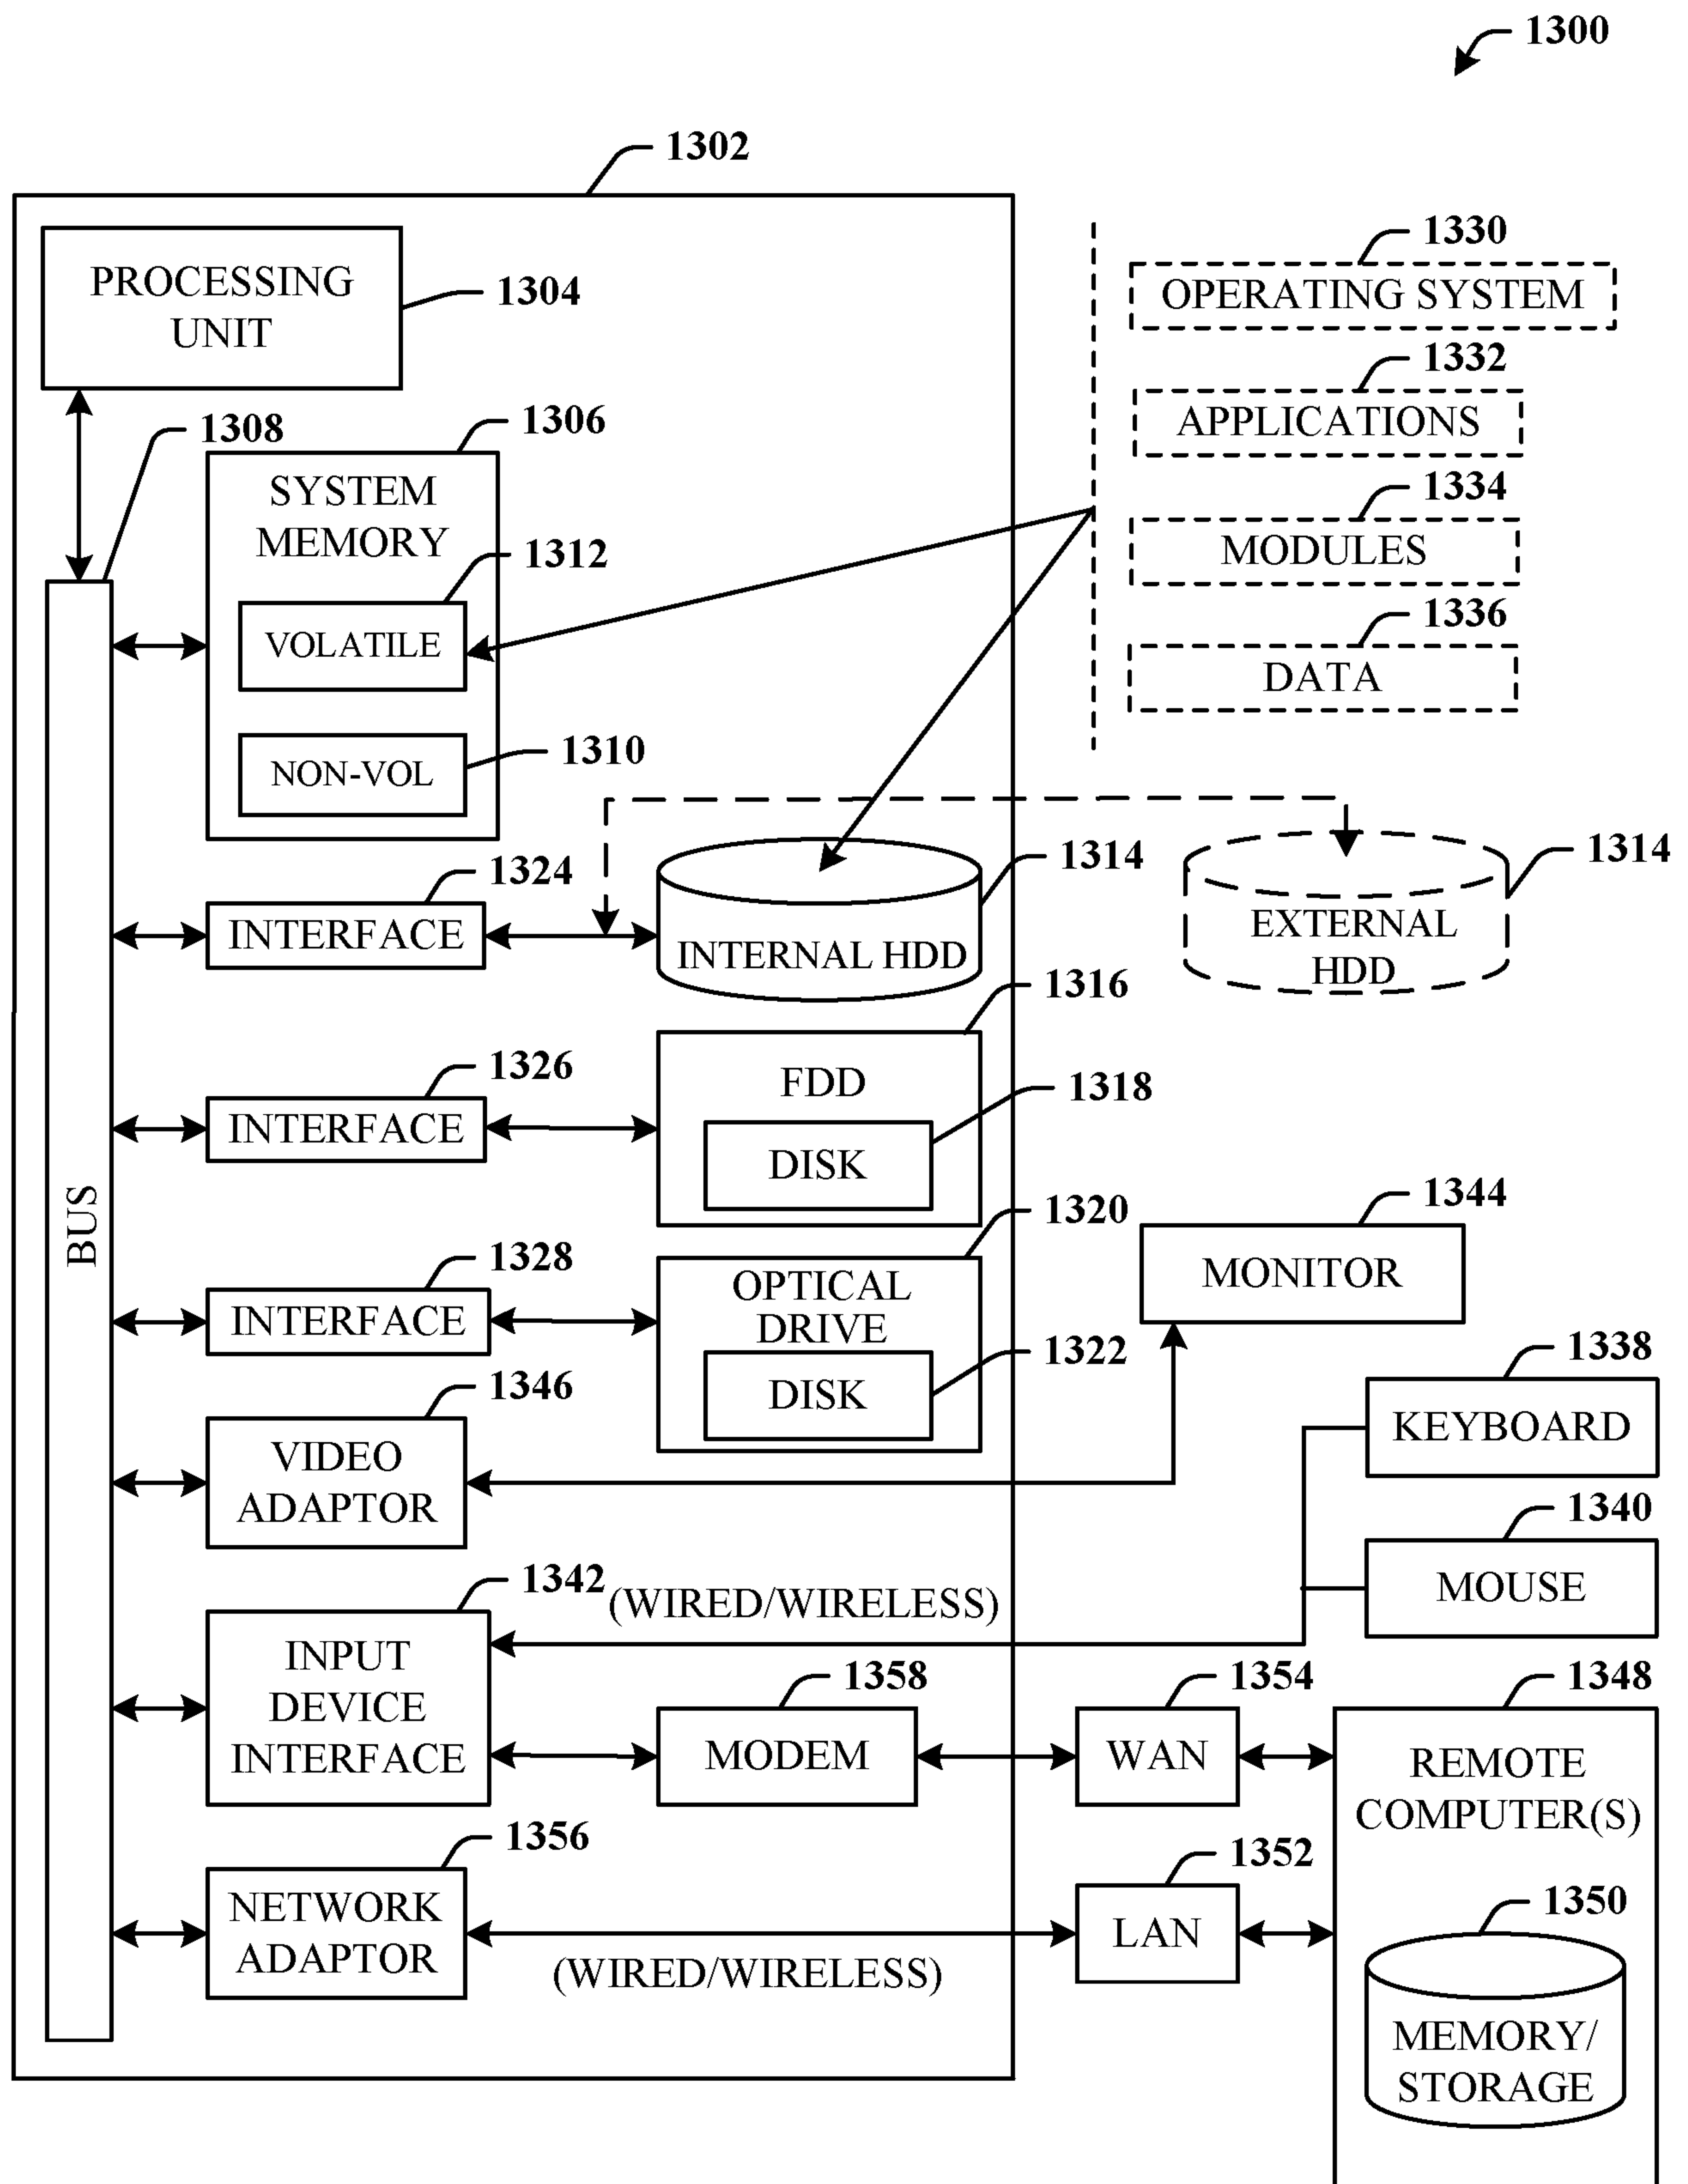 1300
1302
PROCESSING
UNIT
1304
1330
OPERATING SYSTEM
1332
APPLICATIONS
1334
MODULES
1336
DATA
1308
1306
SYSTEM
MEMORY
1312
VOLATILE
1310
NON-VOL
1324
INTERFACE
1314
INTERNAL HDD
1314
EXTERNAL
HDD
1316
FDD
1326
INTERFACE
1318
DISK
BUS
1328
INTERFACE
1320
OPTICAL
DRIVE
1322
DISK
1344
MONITOR
1346
VIDEO
ADAPTOR
1338
KEYBOARD
1340
MOUSE
1342
(WIRED/WIRELESS)
INPUT
DEVICE
INTERFACE
1358
MODEM
1354
WAN
1348
REMOTE
COMPUTER(S)
1356
NETWORK
ADAPTOR
(WIRED/WIRELESS)
1352
LAN
1350
MEMORY/
STORAGE